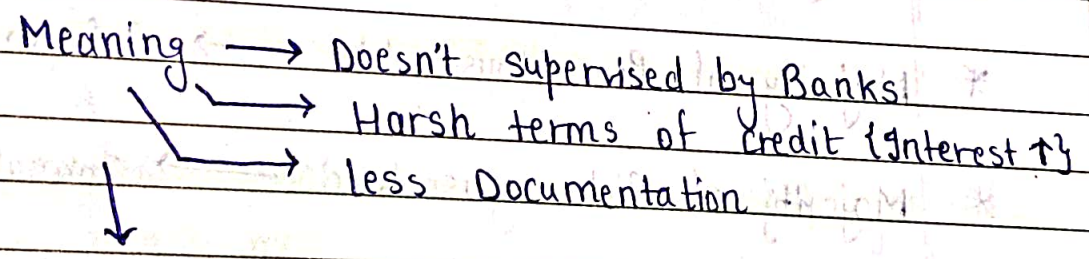 Meaning → Doesn't supervised by Banks
→ Harsh terms of Credit {Interest ↑}
→ less Documentation
↓